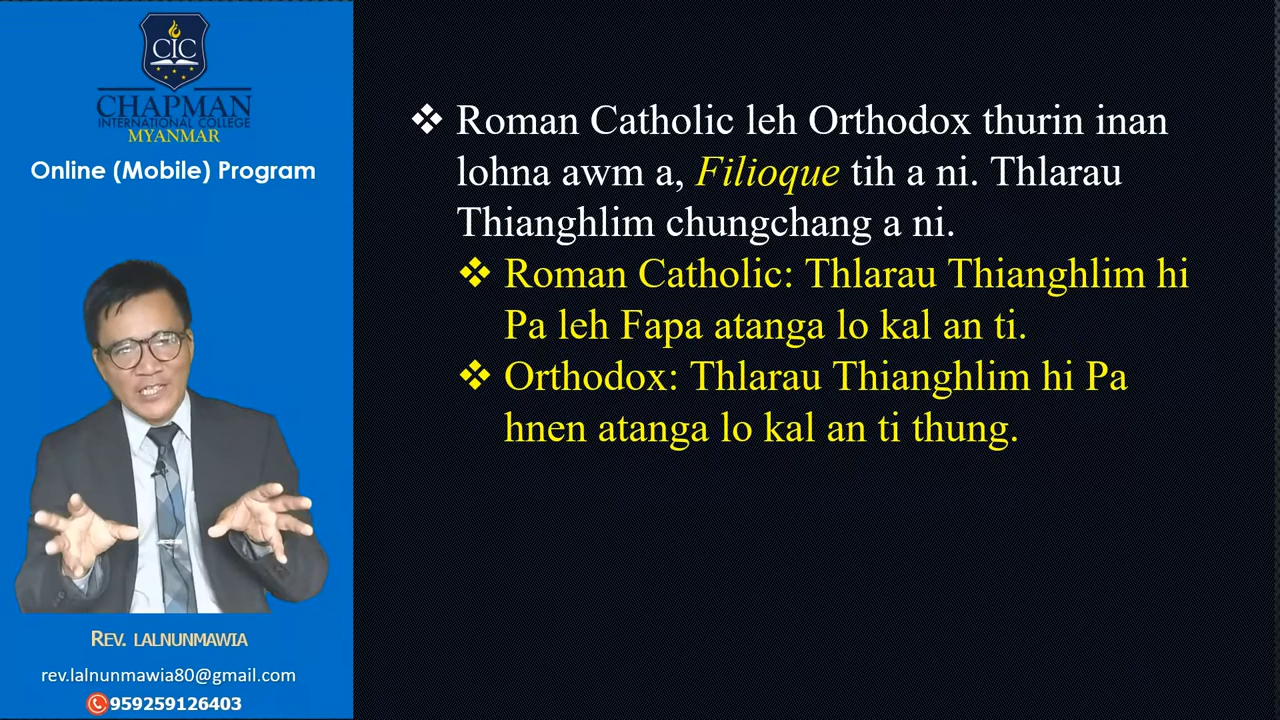 CIC
CHAPMAN
INTERNATIONAL COLLEGE
MYANMAR
Online (Mobile) Program
REV. LALNUNMAWIA
rev.lalnunmawia80@gmail.com
959259126403
❖ Roman Catholic leh Orthodox thurin inan
lohna awm a, Filioque tih a ni. Thlarau
Thianghlim chungchang a ni.
❖ Roman Catholic: Thlarau Thianghlim hi
Pa leh Fapa atanga lo kal an ti.
❖ Orthodox: Thlarau Thianghlim hi Pa
hnen atanga lo kal an ti thung.